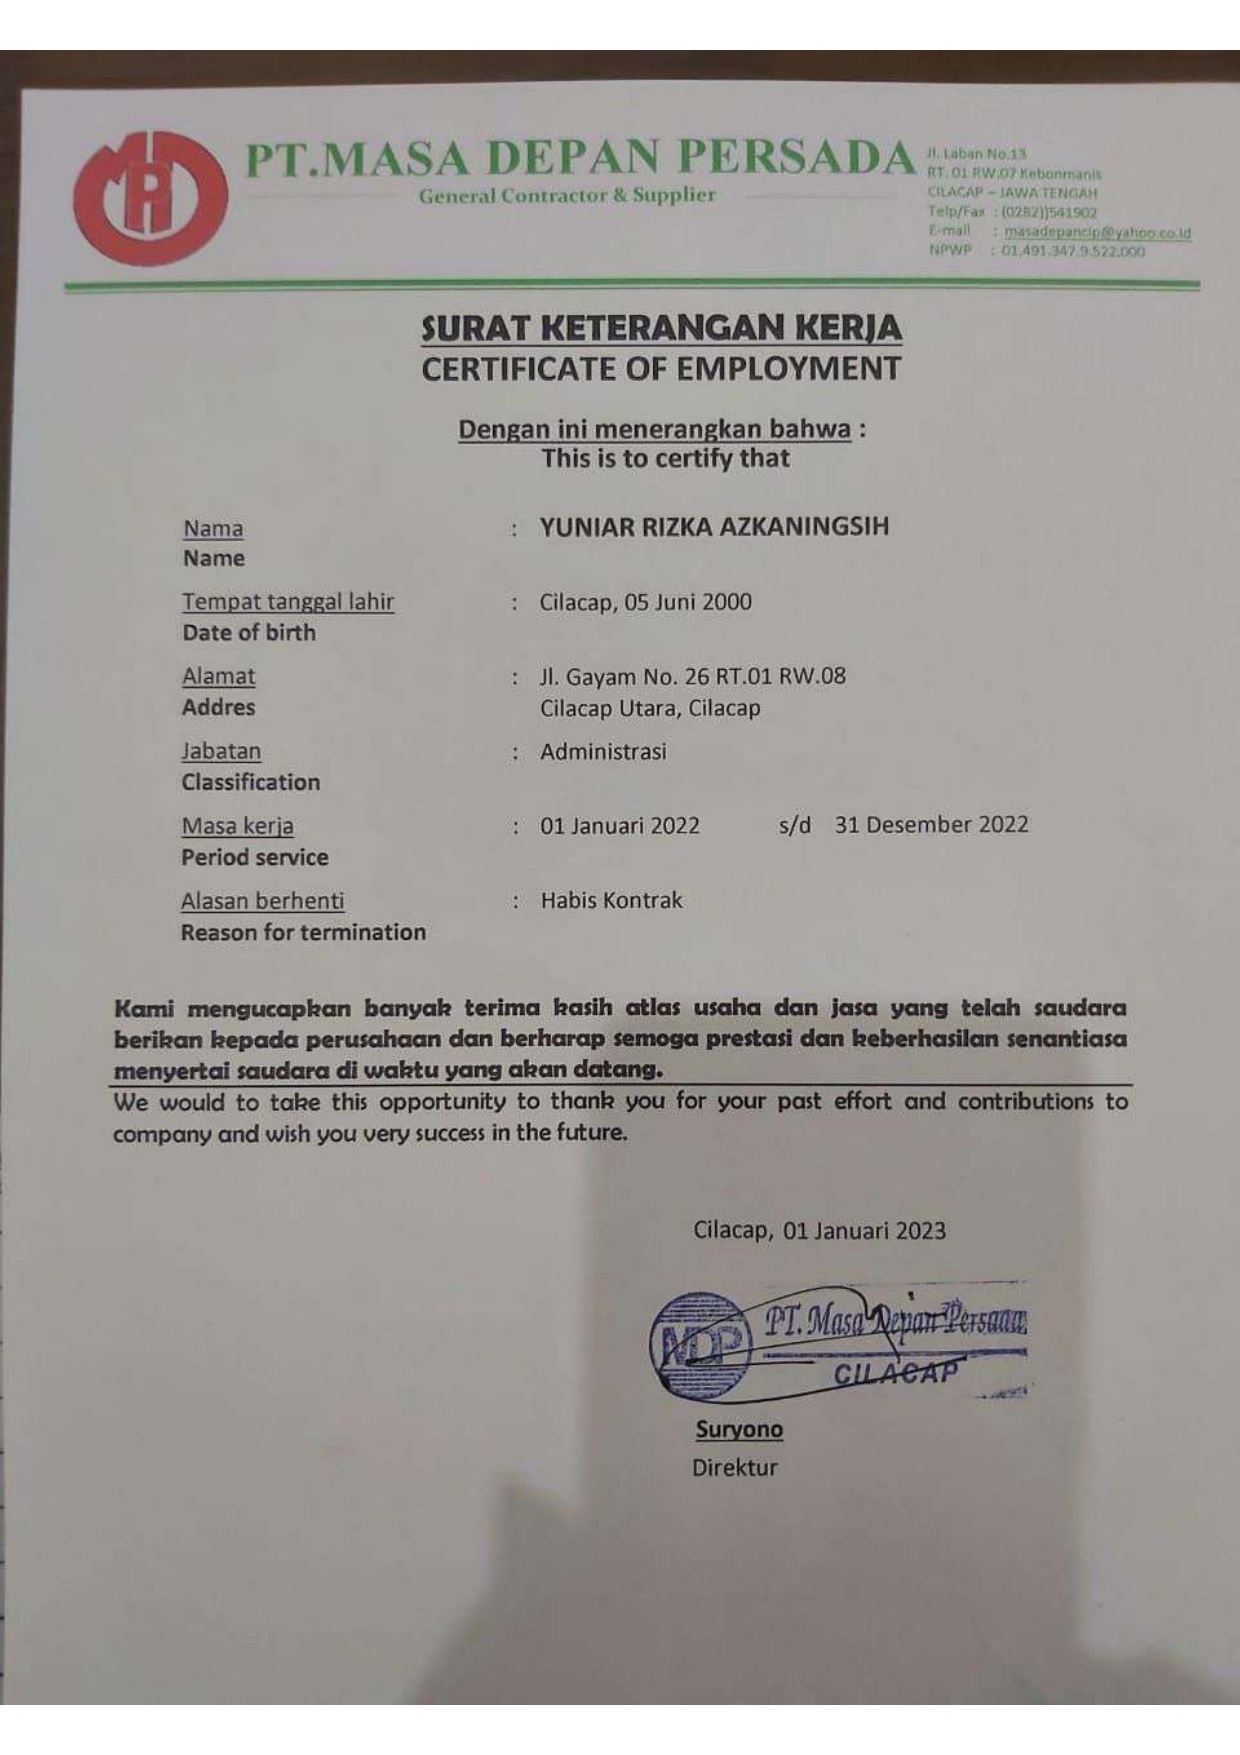 PT.MASA DEPAN PERSADA
General Contractor & Supplier
Jl. Laban No.13
RT. 01 RW.07 Kebonmanis
CILACAP – JAWA TENGAH
Telp/Fax : (0282))541902
E-mail : masadepanclp@yahoo.co.id
NPWP : 01.491.347.9.522.000
SURAT KETERANGAN KERJA
CERTIFICATE OF EMPLOYMENT
Dengan ini menerangkan bahwa :
This is to certify that
Nama : YUNIAR RIZKA AZKANINGSIH
Name
Tempat tanggal lahir : Cilacap, 05 Juni 2000
Date of birth
Alamat : Jl. Gayam No. 26 RT.01 RW.08
Addres Cilacap Utara, Cilacap
Jabatan : Administrasi
Classification
Masa kerja : 01 Januari 2022 s/d 31 Desember 2022
Period service
Alasan berhenti : Habis Kontrak
Reason for termination
Kami mengucapkan banyak terima kasih atlas usaha dan jasa yang telah saudara
berikan kepada perusahaan dan berharap semoga prestasi dan keberhasilan senantiasa
menyertai saudara di waktu yang akan datang.
We would to take this opportunity to thank you for your past effort and contributions to
company and wish you very success in the future.
Cilacap, 01 Januari 2023
MDP PT. Masa Depan Persada
CILACAP
Suryono
Direktur